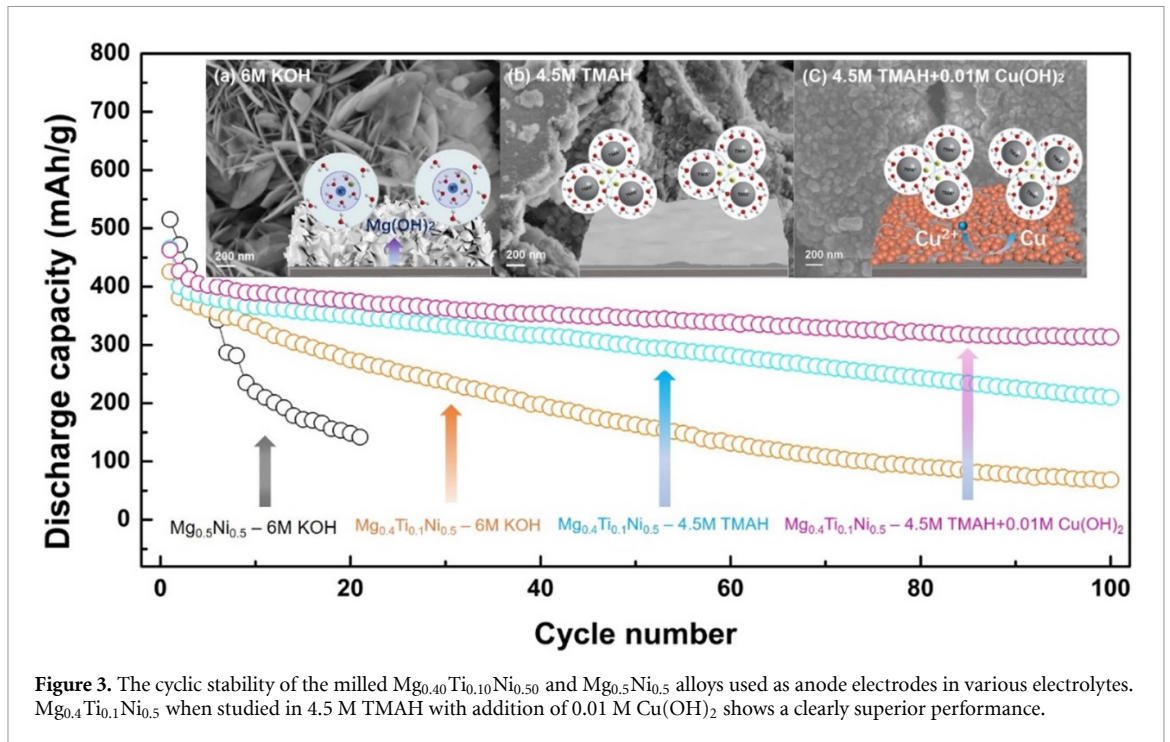 800
700
600
500
400
300
200
100
0
Discharge capacity (mAh/g)
(a) 6M KOH
(b) 4.5M TMAH
(C) 4.5M TMAH+0.01M Cu(OH)₂
Mg(OH)₂
Cu²⁺
Cu
200 nm
200 nm
200 nm
Mg₀.₅Ni₀.₅ – 6M KOH
Mg₀.₄Ti₀.₁Ni₀.₅ – 6M KOH
Mg₀.₄Ti₀.₁Ni₀.₅ – 4.5M TMAH
Mg₀.₄Ti₀.₁Ni₀.₅ – 4.5M TMAH+0.01M Cu(OH)₂
0 20 40 60 80 100
Cycle number
Figure 3. The cyclic stability of the milled Mg₀.₄₀Ti₀.₁₀Ni₀.₅₀ and Mg₀.₅Ni₀.₅ alloys used as anode electrodes in various electrolytes.
Mg₀.₄Ti₀.₁Ni₀.₅ when studied in 4.5 M TMAH with addition of 0.01 M Cu(OH)₂ shows a clearly superior performance.